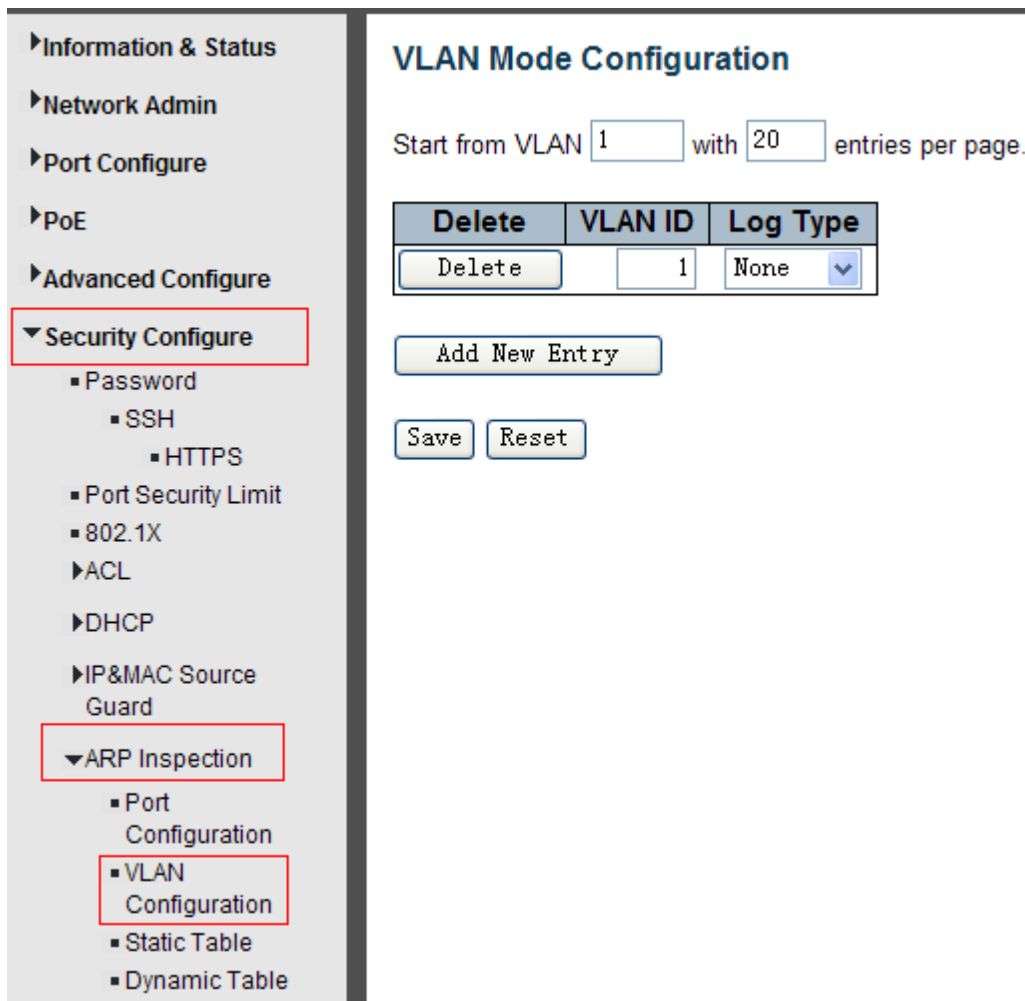 Information & Status
Network Admin
Port Configure
PoE
Advanced Configure
Security Configure
Password
SSH
HTTPS
Port Security Limit
802.1X
ACL
DHCP
IP&MAC Source
Guard
ARP Inspection
Port
Configuration
VLAN
Configuration
Static Table
Dynamic Table
VLAN Mode Configuration
Start from VLAN 1 with 20 entries per page.
Delete VLAN ID Log Type
Delete 1 None
Add New Entry
Save Reset